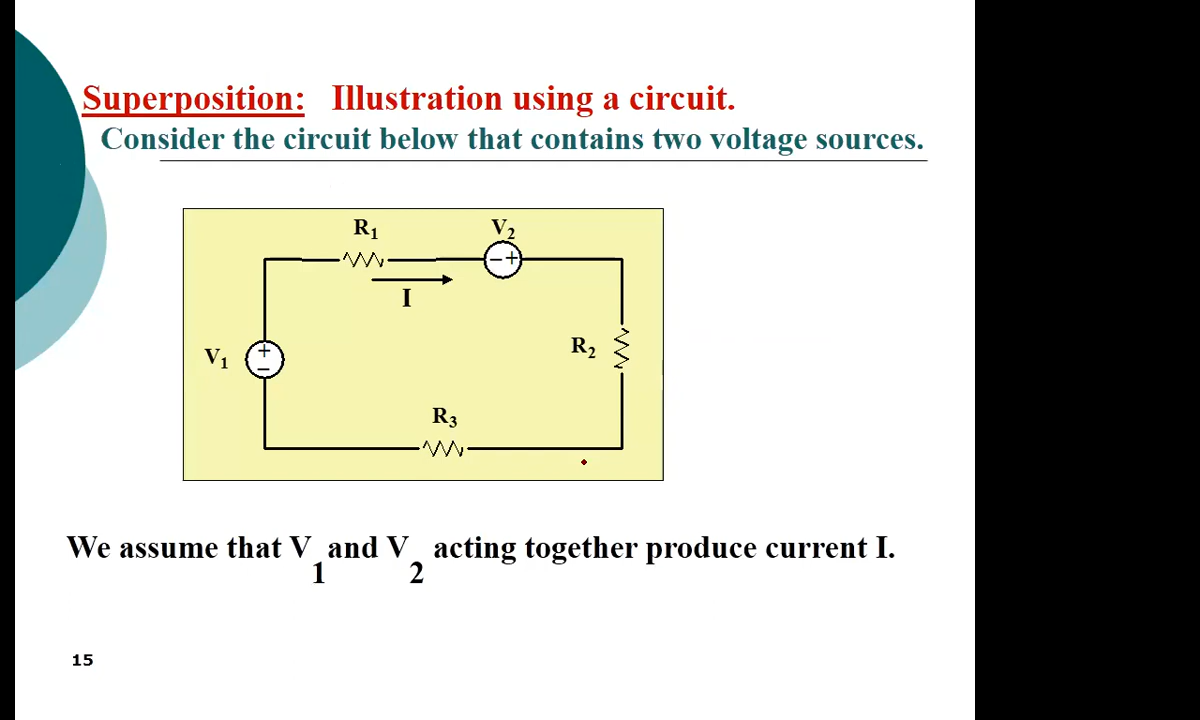 Superposition: Illustration using a circuit.
Consider the circuit below that contains two voltage sources.
R1
V2
− +
I
V1
+
−
R2
R3
We assume that V1 and V2 acting together produce current I.
15